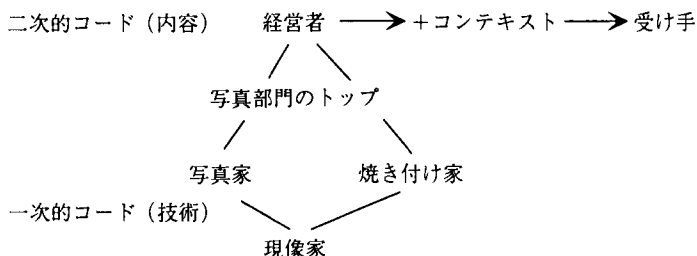 二次的コード（内容） 経営者 ＋コンテキスト 受け手
写真部門のトップ
写真家 焼き付け家
一次的コード（技術）
現像家